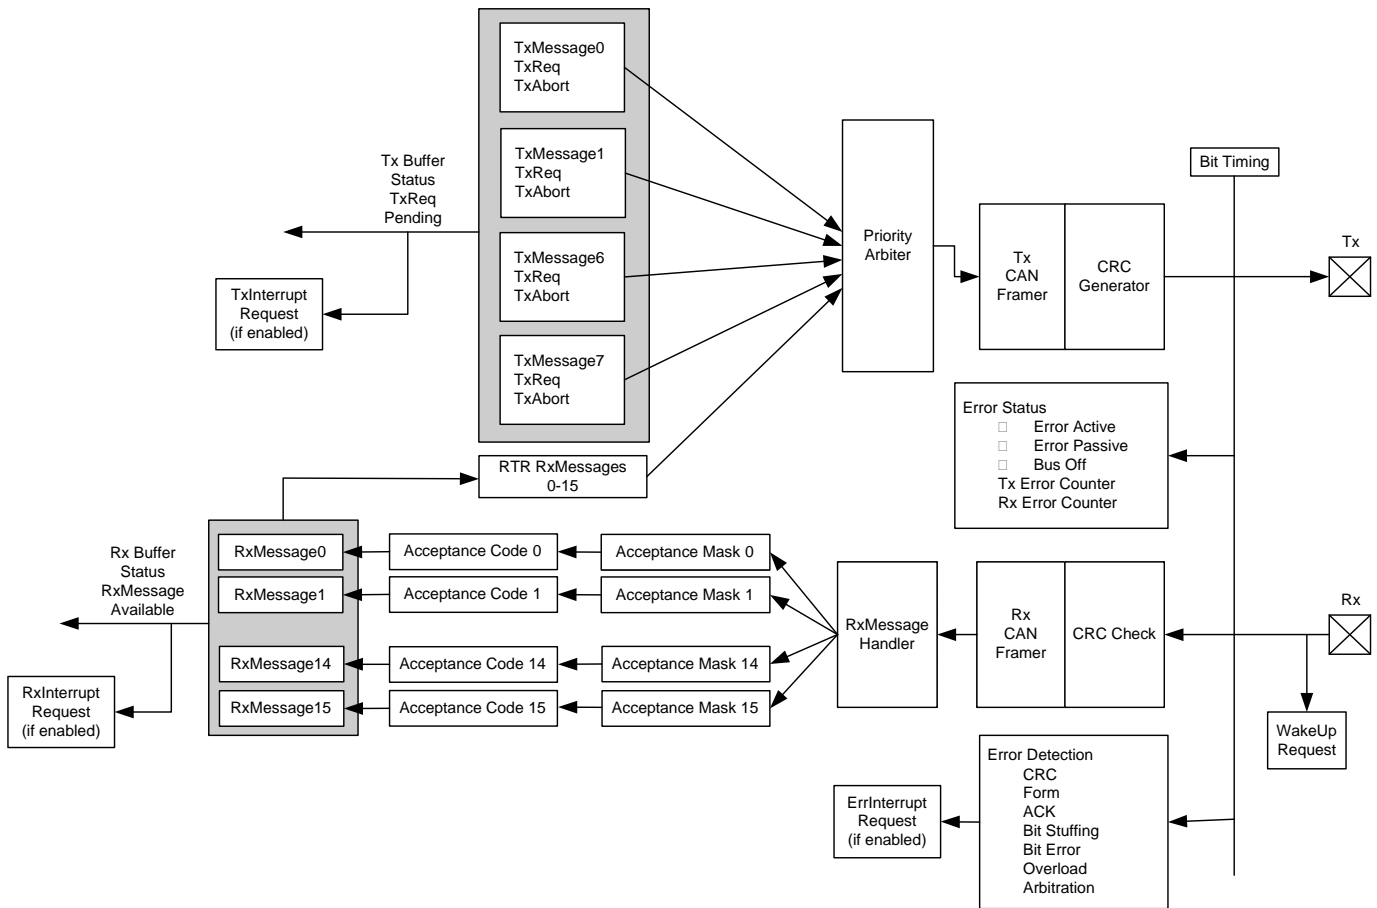 TxMessage0
TxReq
TxAbort
TxMessage1
TxReq
TxAbort
TxMessage6
TxReq
TxAbort
TxMessage7
TxReq
TxAbort
Tx Buffer
Status
TxReq
Pending
TxInterrupt
Request
(if enabled)
Priority
Arbiter
Tx
CAN
Framer
CRC
Generator
Bit Timing
Tx
Error Status
Error Active
Error Passive
Bus Off
Tx Error Counter
Rx Error Counter
RTR RxMessages
0-15
Rx Buffer
Status
RxMessage
Available
RxInterrupt
Request
(if enabled)
RxMessage0
Acceptance Code 0
Acceptance Mask 0
RxMessage1
Acceptance Code 1
Acceptance Mask 1
RxMessage14
Acceptance Code 14
Acceptance Mask 14
RxMessage15
Acceptance Code 15
Acceptance Mask 15
RxMessage
Handler
Rx
CAN
Framer
CRC Check
Rx
WakeUp
Request
ErrInterrupt
Request
(if enabled)
Error Detection
CRC
Form
ACK
Bit Stuffing
Bit Error
Overload
Arbitration